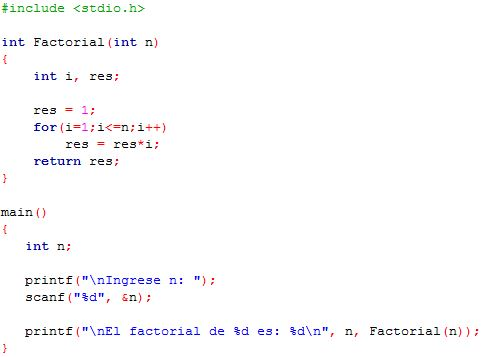 #include <stdio.h>
int Factorial(int n)
{
int i, res;
res = 1;
for(i=1;i<=n;i++)
res = res*i;
return res;
}
main()
{
int n;
printf("\nIngrese n: ");
scanf("%d", &n);
printf("\nEl factorial de %d es: %d\n", n, Factorial(n));
}